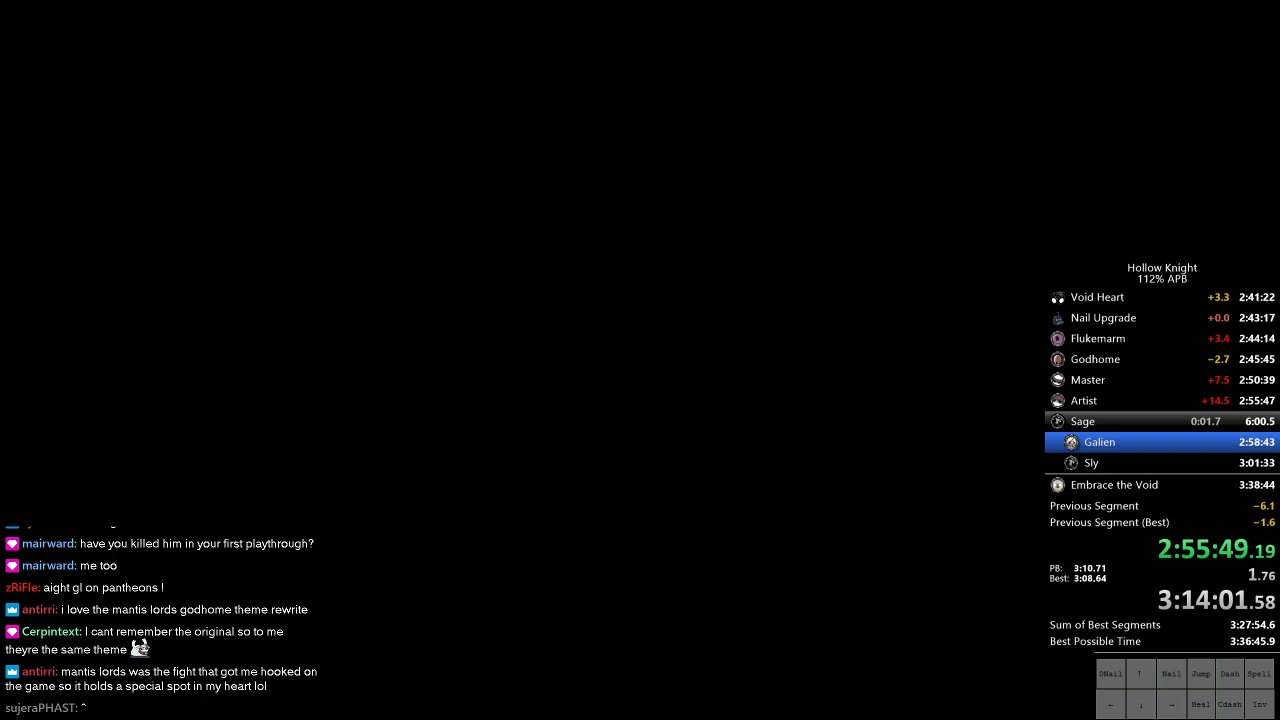 Hollow Knight
112% APB
Void Heart +3.3 2:41:22
Nail Upgrade +0.0 2:43:17
Flukemarm +3.4 2:44:14
Godhome −2.7 2:45:45
Master +7.5 2:50:39
Artist +14.5 2:55:47
Sage 0:01.7 6:00.5
Galien 2:58:43
Sly 3:01:33
Embrace the Void 3:38:44
Previous Segment −6.1
Previous Segment (Best) −1.6
2:55:49.19
PB: 3:10.71
Best: 3:08.64
1.76
3:14:01.58
Sum of Best Segments 3:27:54.6
Best Possible Time 3:36:45.9
DNail ↑ Nail Jump Dash Spell
← ↓ → Heal Cdash Inv
mairward: have you killed him in your first playthrough?
mairward: me too
zRiFle: aight gl on pantheons !
antirri: i love the mantis lords godhome theme rewrite
Cerpintext: I cant remember the original so to me
theyre the same theme
antirri: mantis lords was the fight that got me hooked on
the game so it holds a special spot in my heart lol
sujeraPHAST: ^